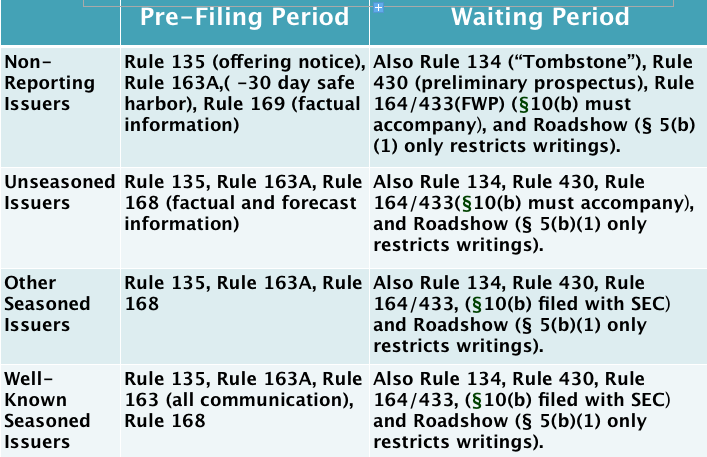 Pre-Filing Period
Waiting Period
Non-
Reporting
Issuers
Rule 135 (offering notice),
Rule 163A,( -30 day safe
harbor), Rule 169 (factual
information)
Also Rule 134 (“Tombstone”), Rule
430 (preliminary prospectus), Rule
164/433(FWP) (§10(b) must
accompany), and Roadshow (§ 5(b)
(1) only restricts writings).
Unseasoned
Issuers
Rule 135, Rule 163A, Rule
168 (factual and forecast
information)
Also Rule 134, Rule 430, Rule
164/433(§10(b) must accompany),
and Roadshow (§ 5(b)(1) only
restricts writings).
Other
Seasoned
Issuers
Rule 135, Rule 163A, Rule
168
Also Rule 134, Rule 430, Rule
164/433, (§10(b) filed with SEC)
and Roadshow (§ 5(b)(1) only
restricts writings).
Well-
Known
Seasoned
Issuers
Rule 135, Rule 163A, Rule
163 (all communication),
Rule 168
Also Rule 134, Rule 430, Rule
164/433, (§10(b) filed with SEC)
and Roadshow (§ 5(b)(1) only
restricts writings).